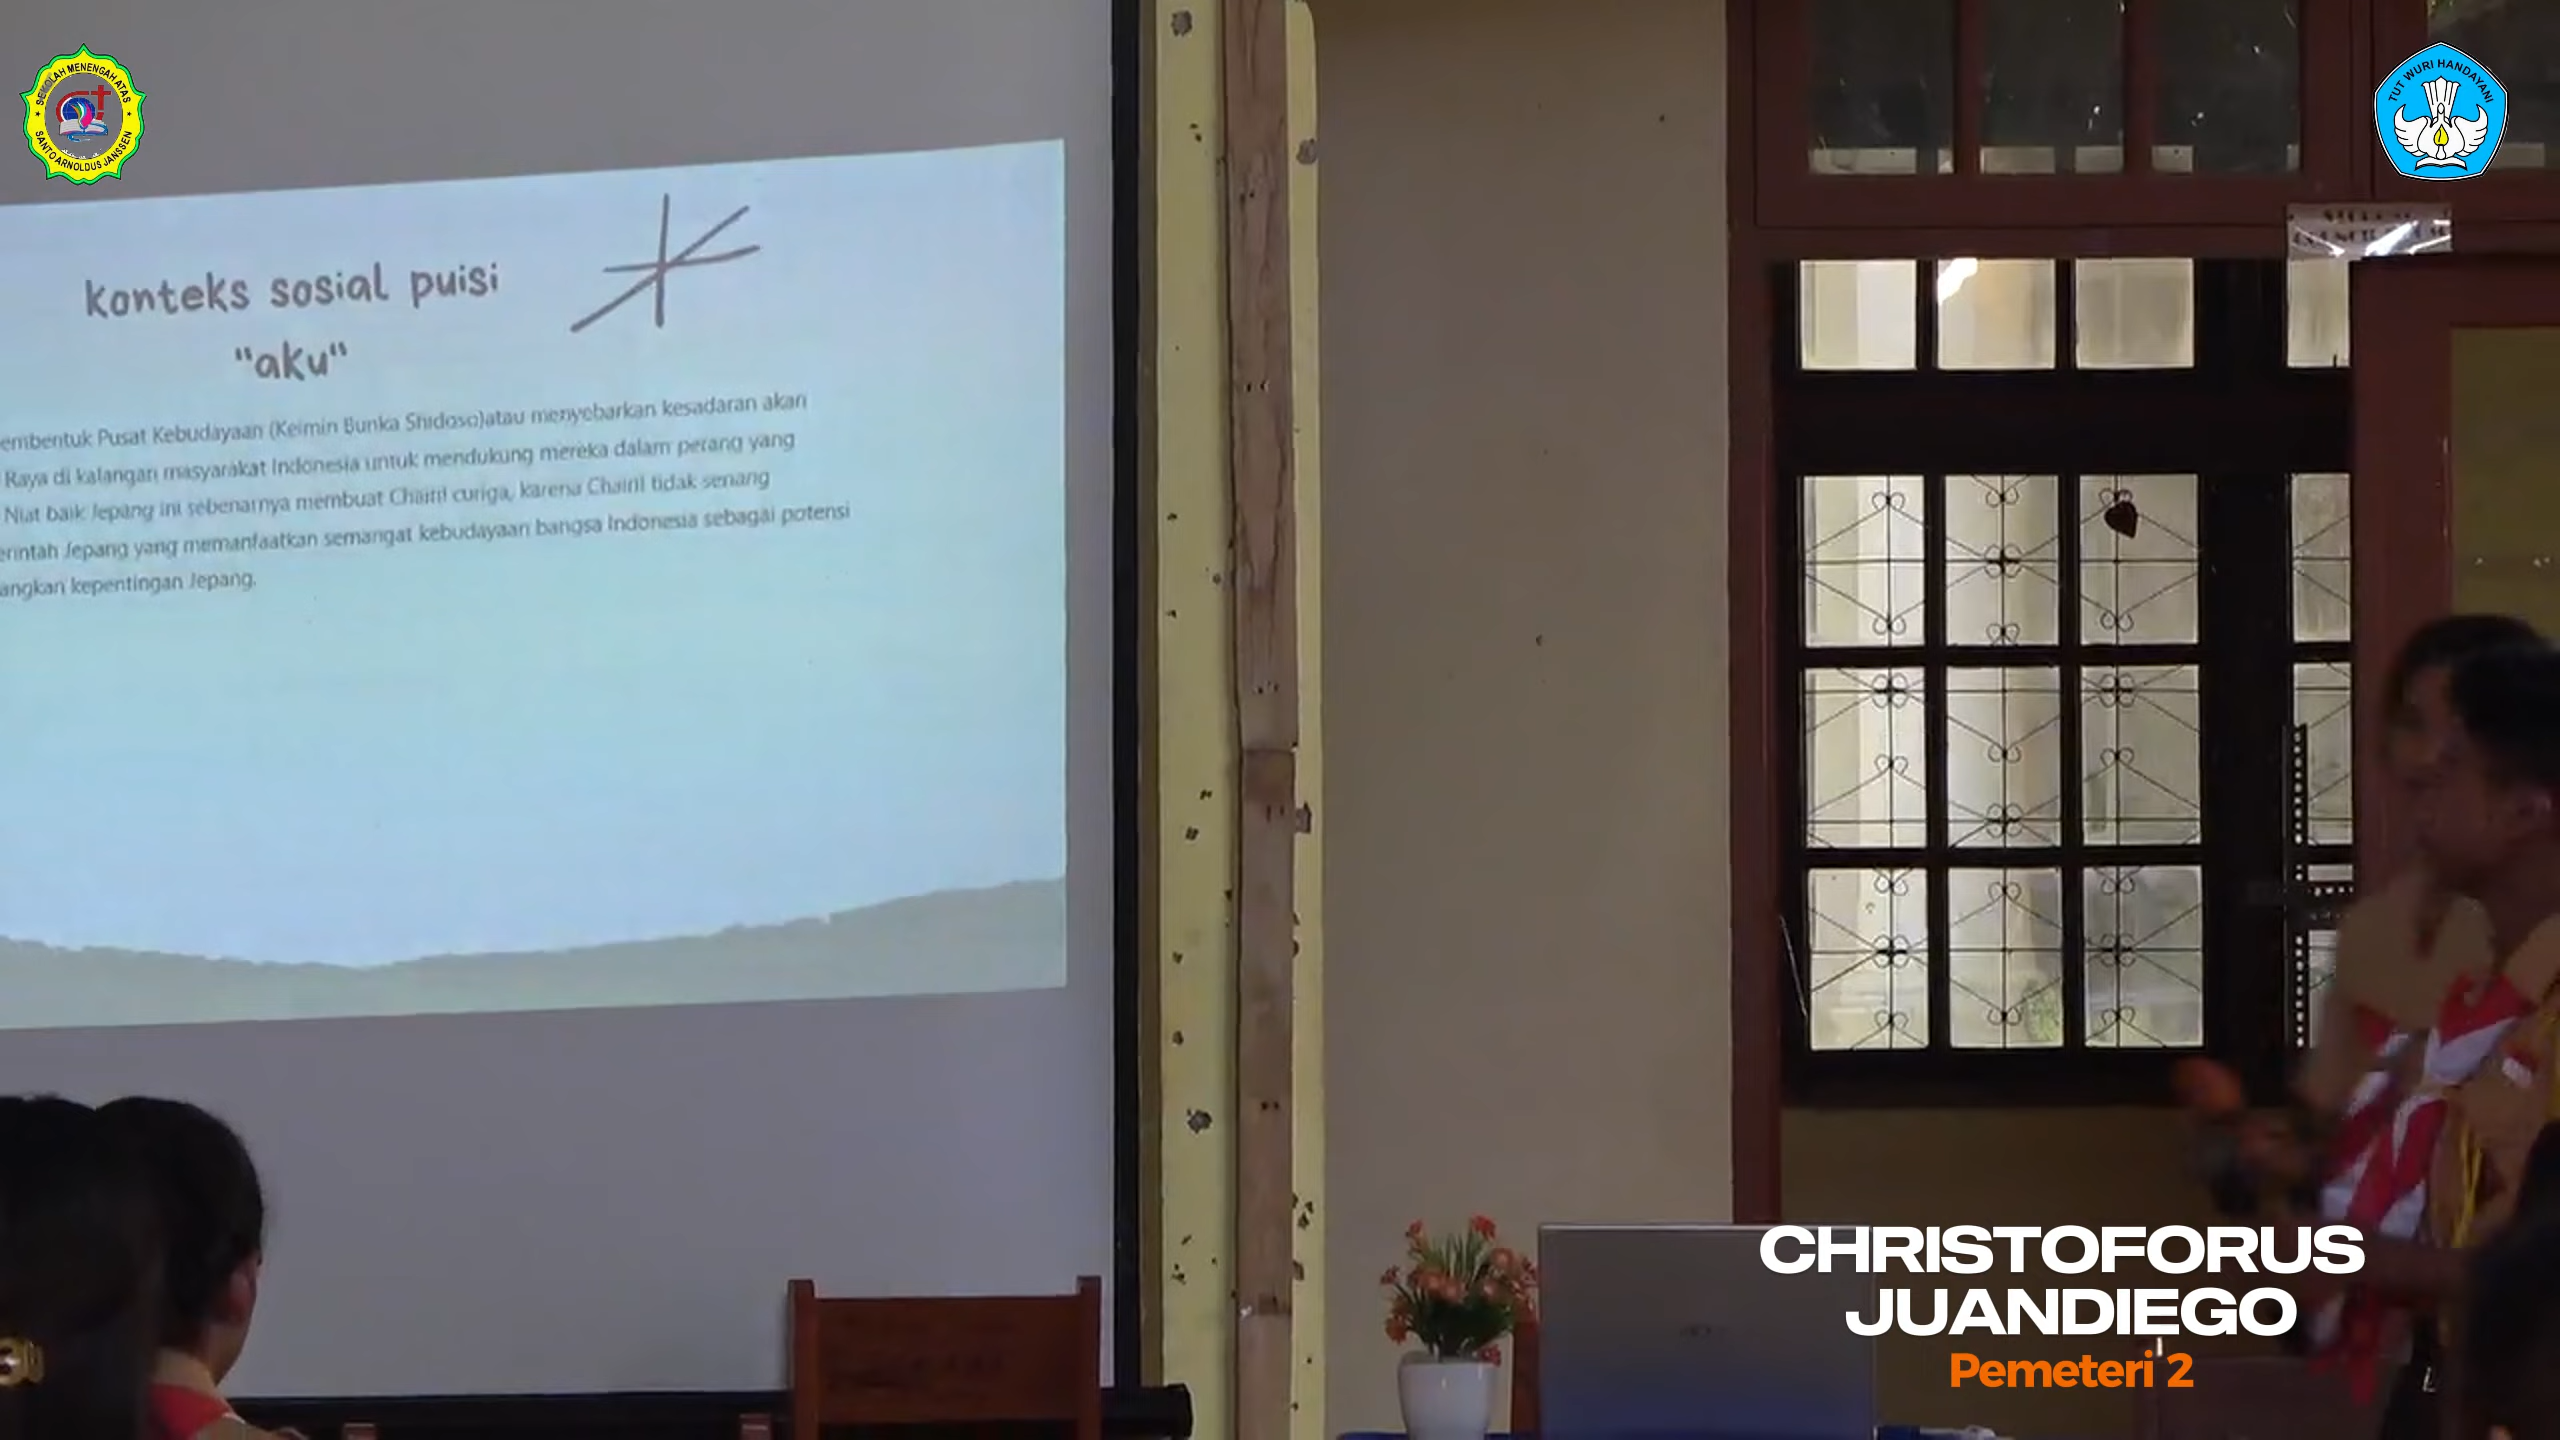 SEKOLAH MENENGAH ATAS
SANTO ARNOLDUS JANSSEN
TUT WURI HANDAYANI
konteks sosial puisi
"aku"
embentuk Pusat Kebudayaan (Keimin Bunka Shidoso)atau menyebarkan kesadaran akan
Raya di kalangan masyarakat Indonesia untuk mendukung mereka dalam perang yang
Niat baik Jepang ini sebenarnya membuat Chairil curiga, karena Chairil tidak senang
erintah Jepang yang memanfaatkan semangat kebudayaan bangsa Indonesia sebagai potensi
angkan kepentingan Jepang.
CHRISTOFORUS
JUANDIEGO
Pemeteri 2